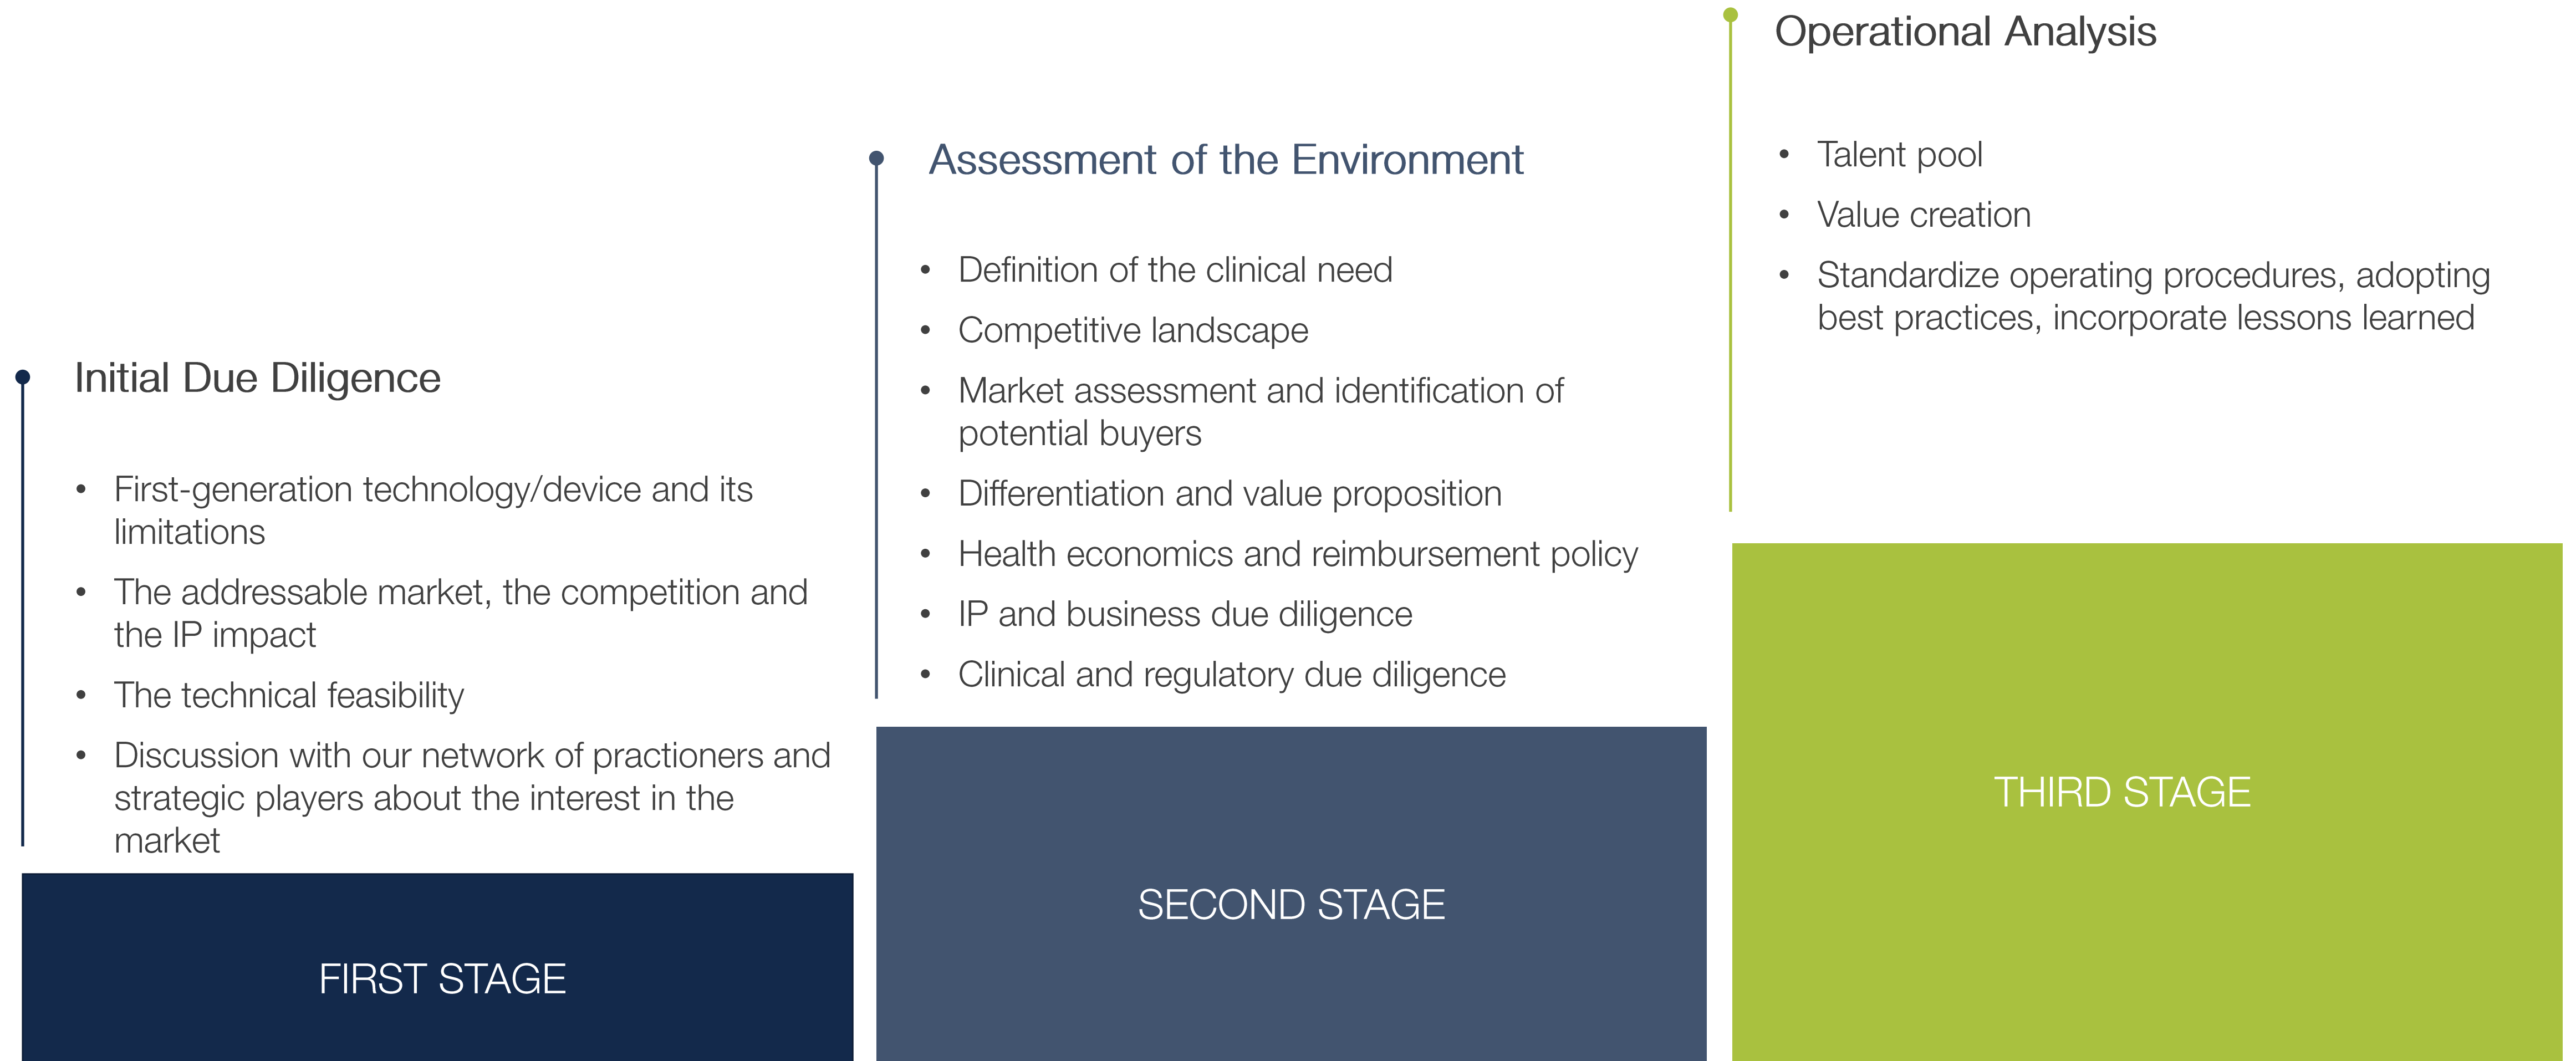 Initial Due Diligence
• First-generation technology/device and its
limitations
• The addressable market, the competition and
the IP impact
• The technical feasibility
• Discussion with our network of practioners and
strategic players about the interest in the
market
FIRST STAGE
Assessment of the Environment
• Definition of the clinical need
• Competitive landscape
• Market assessment and identification of
potential buyers
• Differentiation and value proposition
• Health economics and reimbursement policy
• IP and business due diligence
• Clinical and regulatory due diligence
SECOND STAGE
Operational Analysis
• Talent pool
• Value creation
• Standardize operating procedures, adopting
best practices, incorporate lessons learned
THIRD STAGE